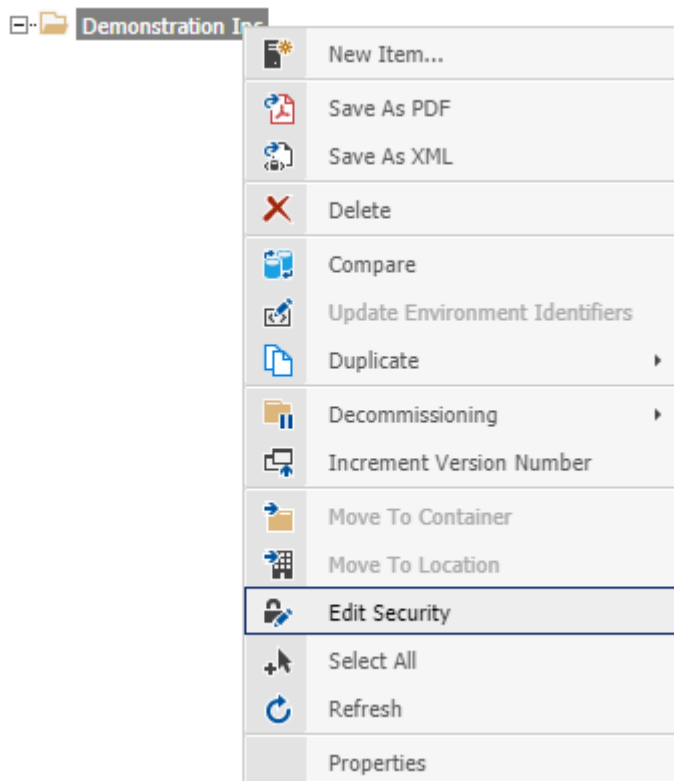 Demonstration Inc
New Item...
Save As PDF
Save As XML
Delete
Compare
Update Environment Identifiers
Duplicate
Decommissioning
Increment Version Number
Move To Container
Move To Location
Edit Security
Select All
Refresh
Properties